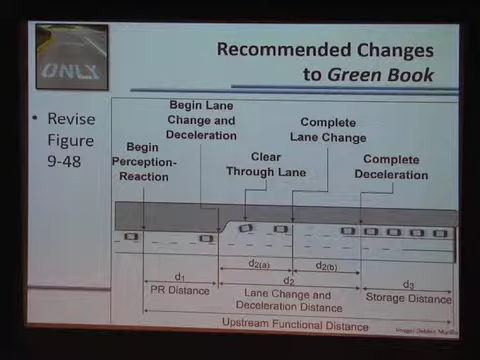 ONLY
Recommended Changes
to Green Book
• Revise
Figure
9-48
Begin Lane
Change and
Deceleration
Complete
Lane Change
Begin
Perception-
Reaction
Clear
Through Lane
Complete
Deceleration
d2(a)
d2(b)
d1
d2
d3
PR Distance
Lane Change and
Deceleration Distance
Storage Distance
Upstream Functional Distance